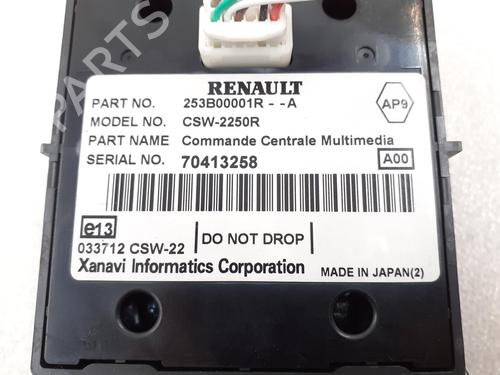 PARTS
RENAULT
PART NO. 253B00001R - -A
AP9
MODEL NO. CSW-2250R
PART NAME Commande Centrale Multimedia
SERIAL NO. 70413258
A00
e13
033712 CSW-22
DO NOT DROP
Xanavi Informatics Corporation
MADE IN JAPAN(2)